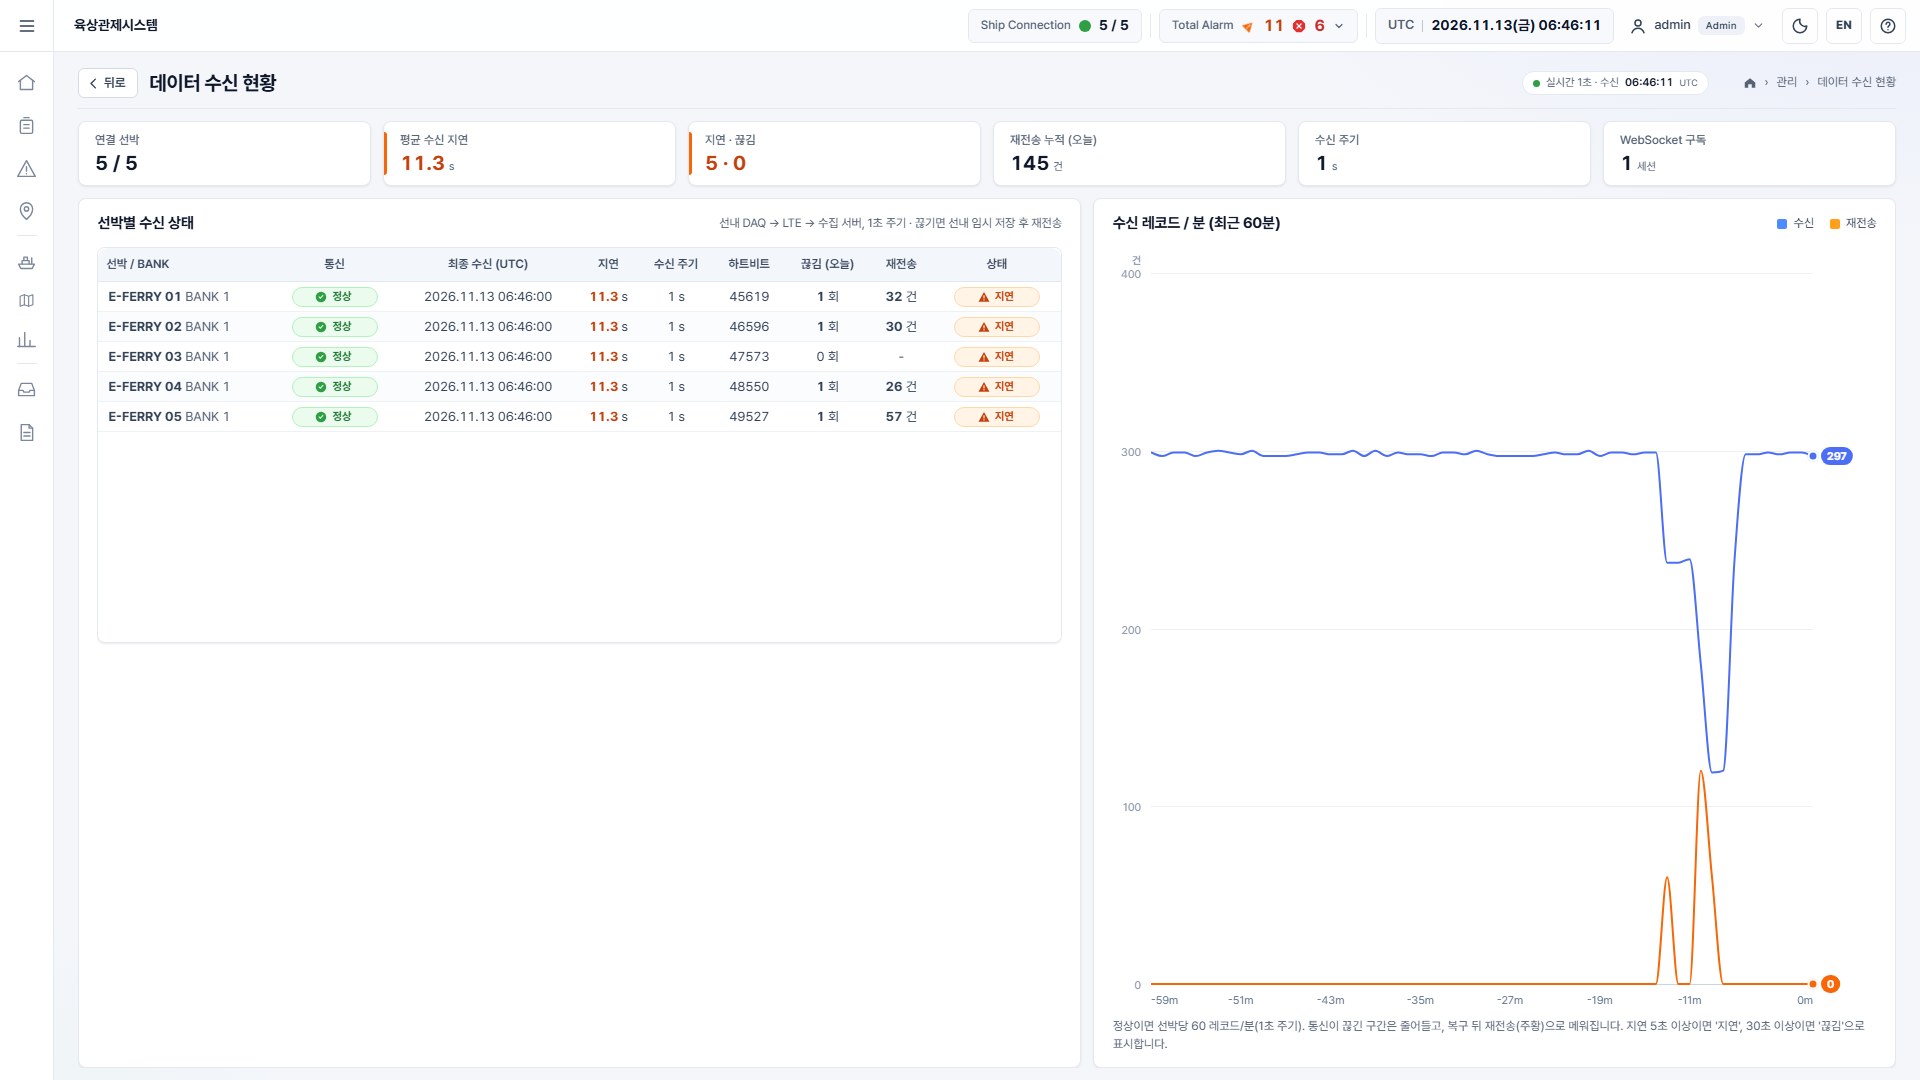 육상관제시스템
Ship Connection 5 / 5
Total Alarm 11 6
UTC 2026.11.13(금) 06:46:11
admin Admin
EN
뒤로
데이터 수신 현황
실시간 1초 · 수신 06:46:11 UTC
관리 › 데이터 수신 현황
연결 선박
5 / 5
평균 수신 지연
11.3 s
지연 · 끊김
5 · 0
재전송 누적 (오늘)
145 건
수신 주기
1 s
WebSocket 구독
1 세션
선박별 수신 상태
선내 DAQ → LTE → 수집 서버, 1초 주기 · 끊기면 선내 임시 저장 후 재전송
선박 / BANK 통신 최종 수신 (UTC) 지연 수신 주기 하트비트 끊김 (오늘) 재전송 상태
E-FERRY 01 BANK 1 정상 2026.11.13 06:46:00 11.3 s 1 s 45619 1 회 32 건 지연
E-FERRY 02 BANK 1 정상 2026.11.13 06:46:00 11.3 s 1 s 46596 1 회 30 건 지연
E-FERRY 03 BANK 1 정상 2026.11.13 06:46:00 11.3 s 1 s 47573 0 회 - 지연
E-FERRY 04 BANK 1 정상 2026.11.13 06:46:00 11.3 s 1 s 48550 1 회 26 건 지연
E-FERRY 05 BANK 1 정상 2026.11.13 06:46:00 11.3 s 1 s 49527 1 회 57 건 지연
수신 레코드 / 분 (최근 60분)
수신 재전송
건
400
300
200
100
0
297
0
-59m -51m -43m -35m -27m -19m -11m 0m
정상이면 선박당 60 레코드/분(1초 주기). 통신이 끊긴 구간은 줄어들고, 복구 뒤 재전송(주황)으로 메워집니다. 지연 5초 이상이면 '지연', 30초 이상이면 '끊김'으로
표시합니다.